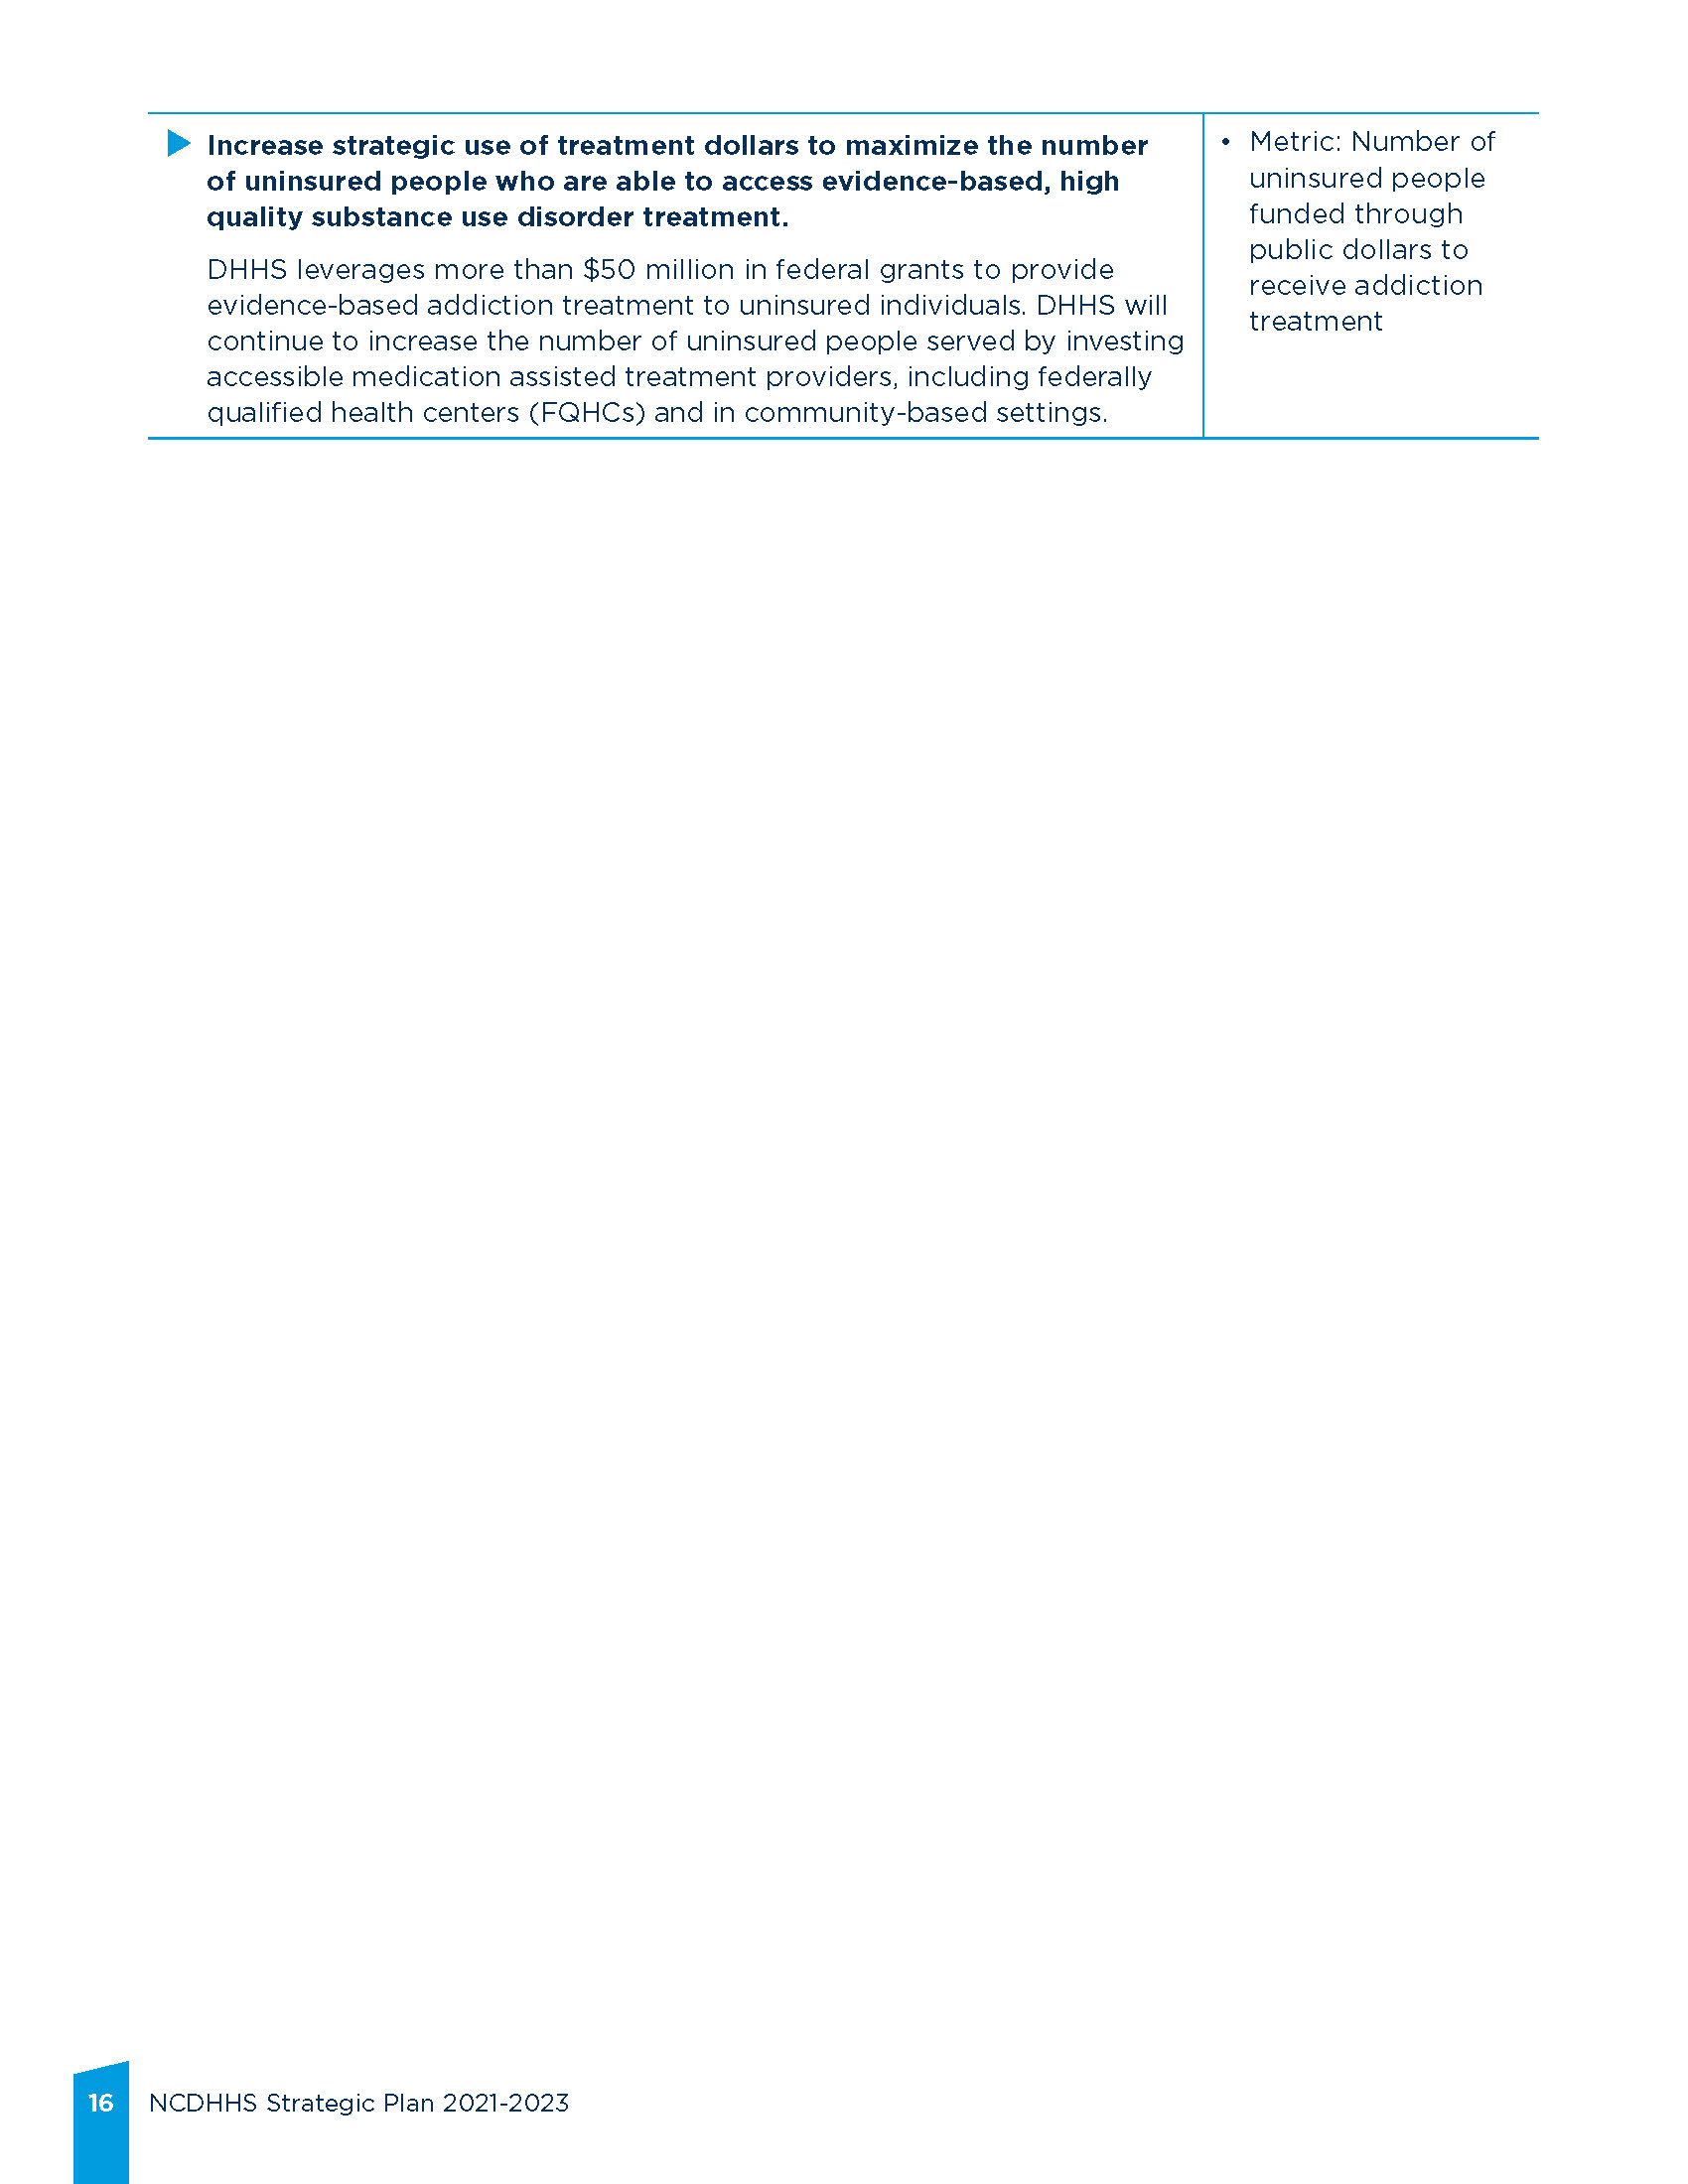 Increase strategic use of treatment dollars to maximize the number
of uninsured people who are able to access evidence-based, high
quality substance use disorder treatment.
DHHS leverages more than $50 million in federal grants to provide
evidence-based addiction treatment to uninsured individuals. DHHS will
continue to increase the number of uninsured people served by investing
accessible medication assisted treatment providers, including federally
qualified health centers (FQHCs) and in community-based settings.
• Metric: Number of
uninsured people
funded through
public dollars to
receive addiction
treatment
16 NCDHHS Strategic Plan 2021-2023